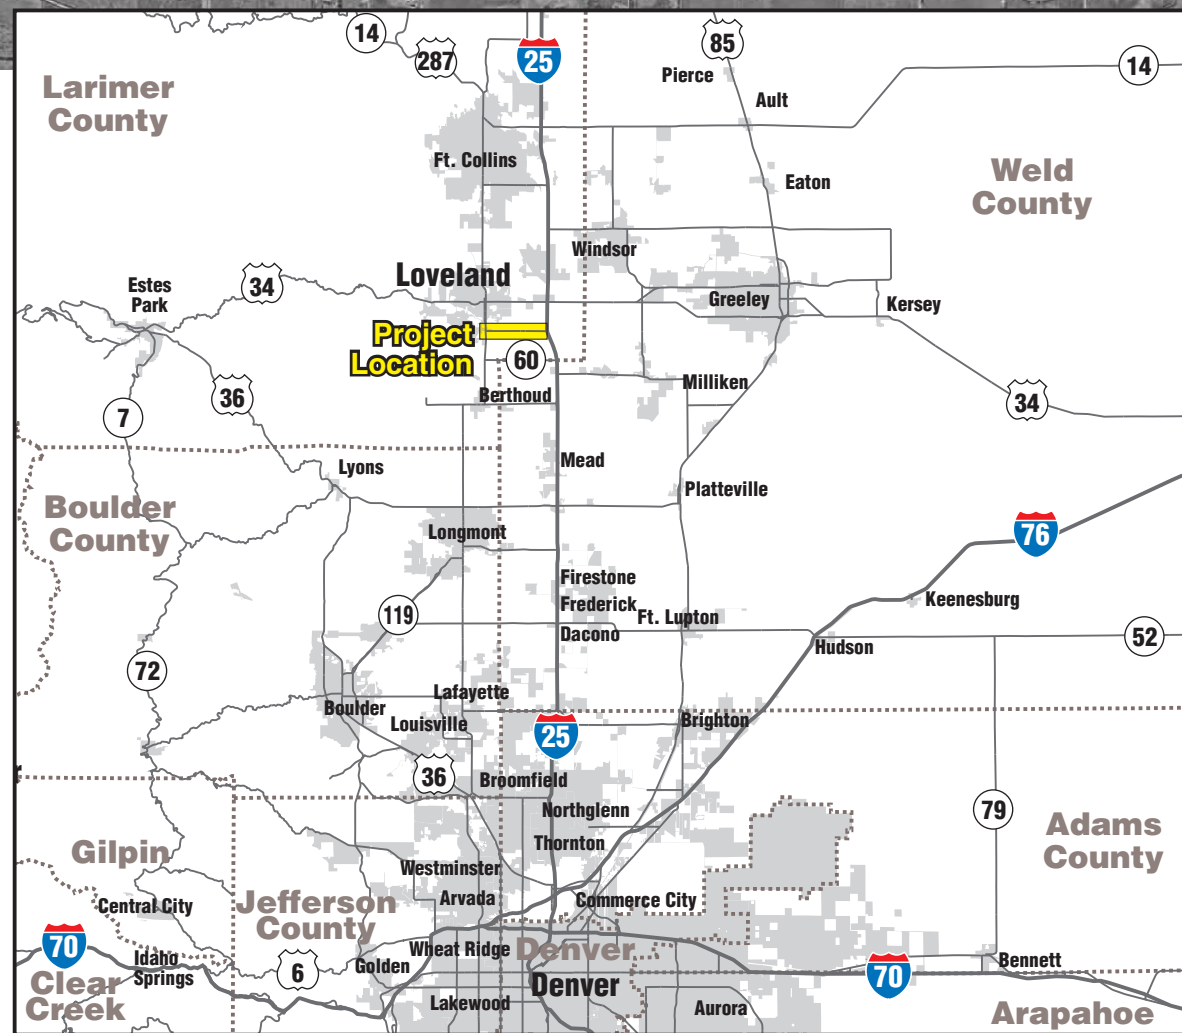 14
287
25
85
Pierce
14
Larimer
County
Ault
Ft. Collins
Eaton
Weld
County
Windsor
Loveland
Estes
Park
34
Greeley
Kersey
Project
Location
60
36
Milliken
34
7
Berthoud
Mead
Lyons
Platteville
Boulder
County
Longmont
76
Firestone
Frederick
Keenesburg
119
Ft. Lupton
Dacono
52
Hudson
72
Lafayette
Boulder
Louisville
Brighton
25
36
Broomfield
Northglenn
79
Thornton
Adams
County
Gilpin
Westminster
Central City
Jefferson
County
Arvada
Commerce City
70
Wheat Ridge
Denver
Idaho
Springs
6
Golden
Bennett
70
Clear
Creek
Denver
Lakewood
Aurora
Arapahoe